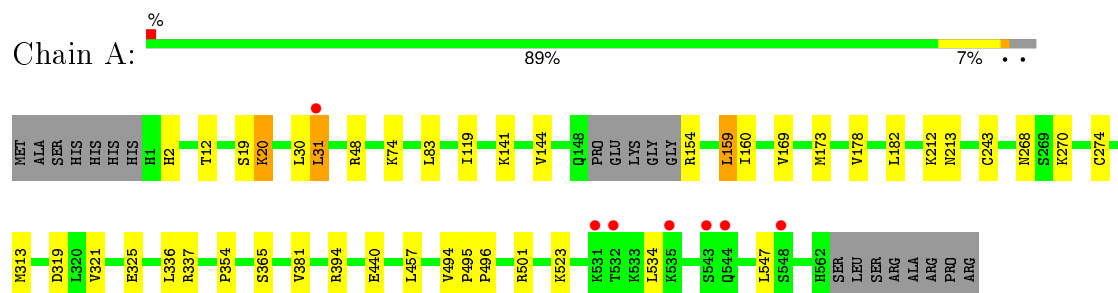 %
Chain A:
89% 7% • •
MET ALA SER HIS HIS HIS HIS H1 H2 T12 S19 K20 L30 L31 R48 K74 L83 I119 K141 V144 Q148 PRO GLU LYS GLY GLY R154 L159 I160 V169 M173 V178 L182 K212 N213 C243 N268 S269 K270 C274
M313 D319 L320 V321 E325 L336 R337 P354 S365 V381 R394 E440 L457 V494 P495 P496 R501 K523 K531 T532 K533 L534 K535 S543 Q544 L547 S548 H562 SER LEU SER ARG ALA ARG PRO ARG